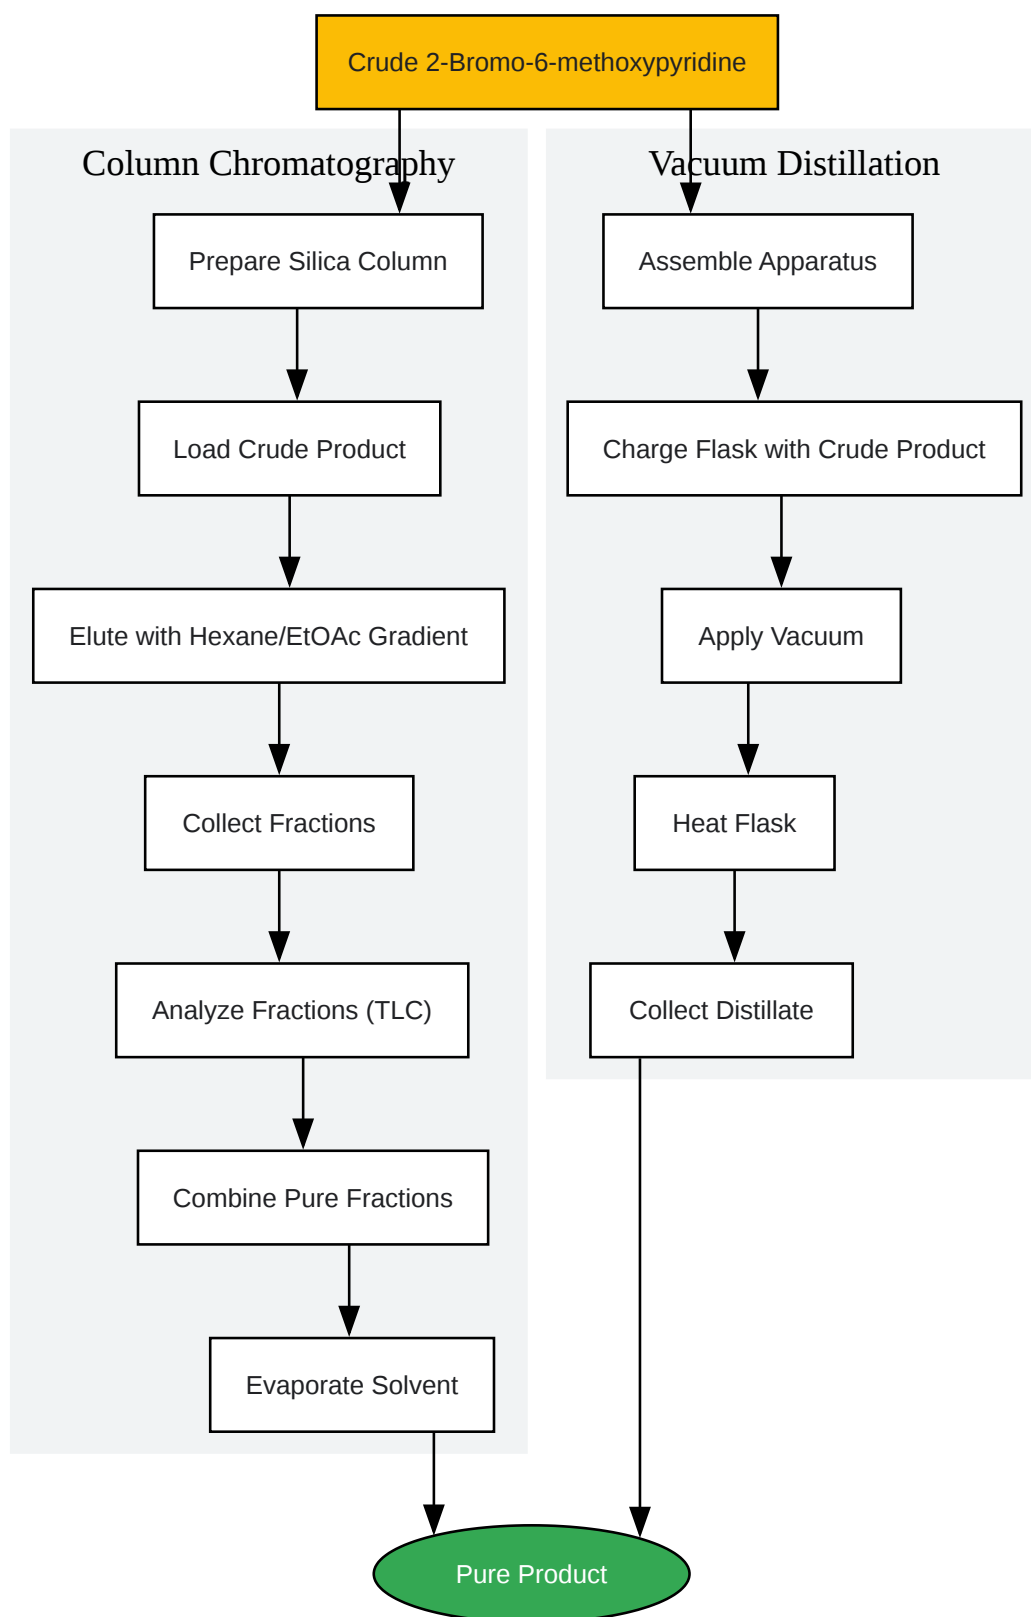 Crude 2-Bromo-6-methoxypyridine
Column Chromatography
Prepare Silica Column
Load Crude Product
Elute with Hexane/EtOAc Gradient
Collect Fractions
Analyze Fractions (TLC)
Combine Pure Fractions
Evaporate Solvent
Vacuum Distillation
Assemble Apparatus
Charge Flask with Crude Product
Apply Vacuum
Heat Flask
Collect Distillate
Pure Product